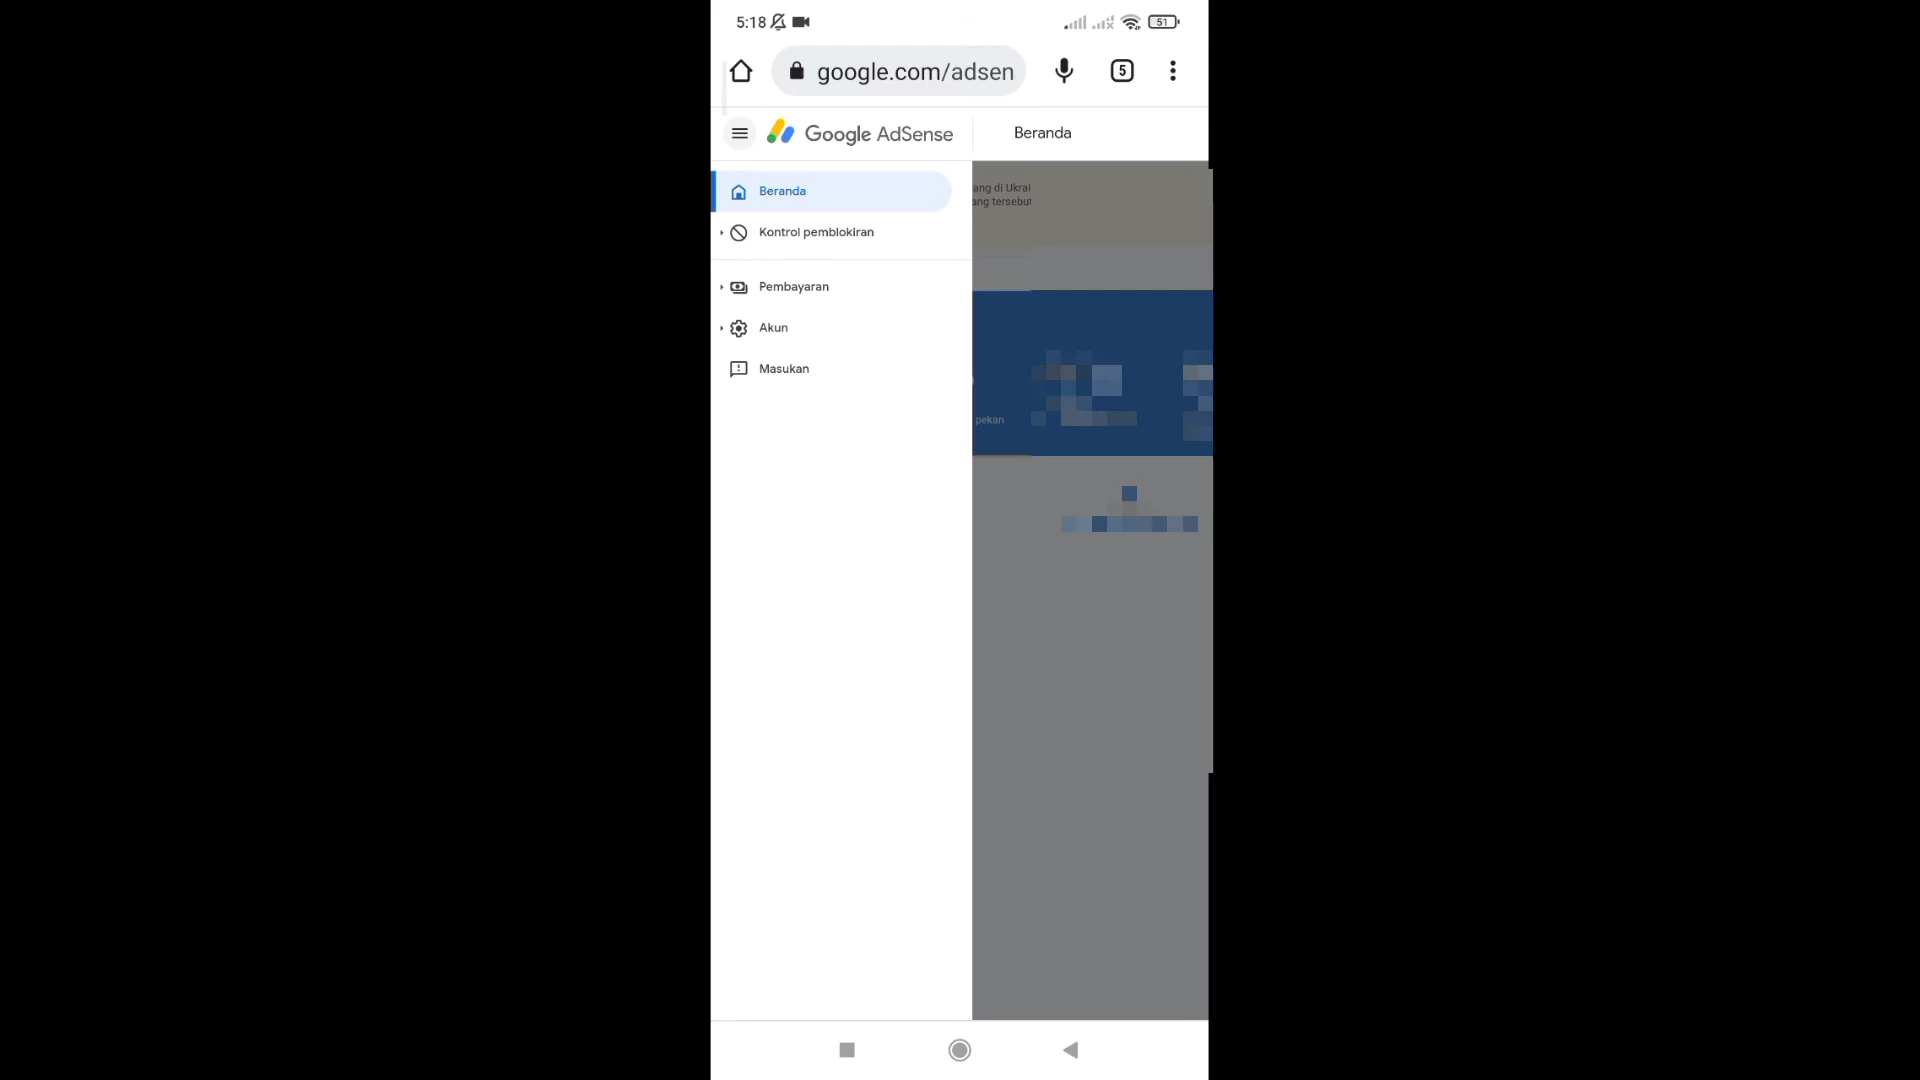 5:18
51
google.com/adsen
5
Google AdSense
Beranda
Beranda
ang di Ukrai
ang tersebut
Kontrol pemblokiran
Pembayaran
Akun
Masukan
pekan